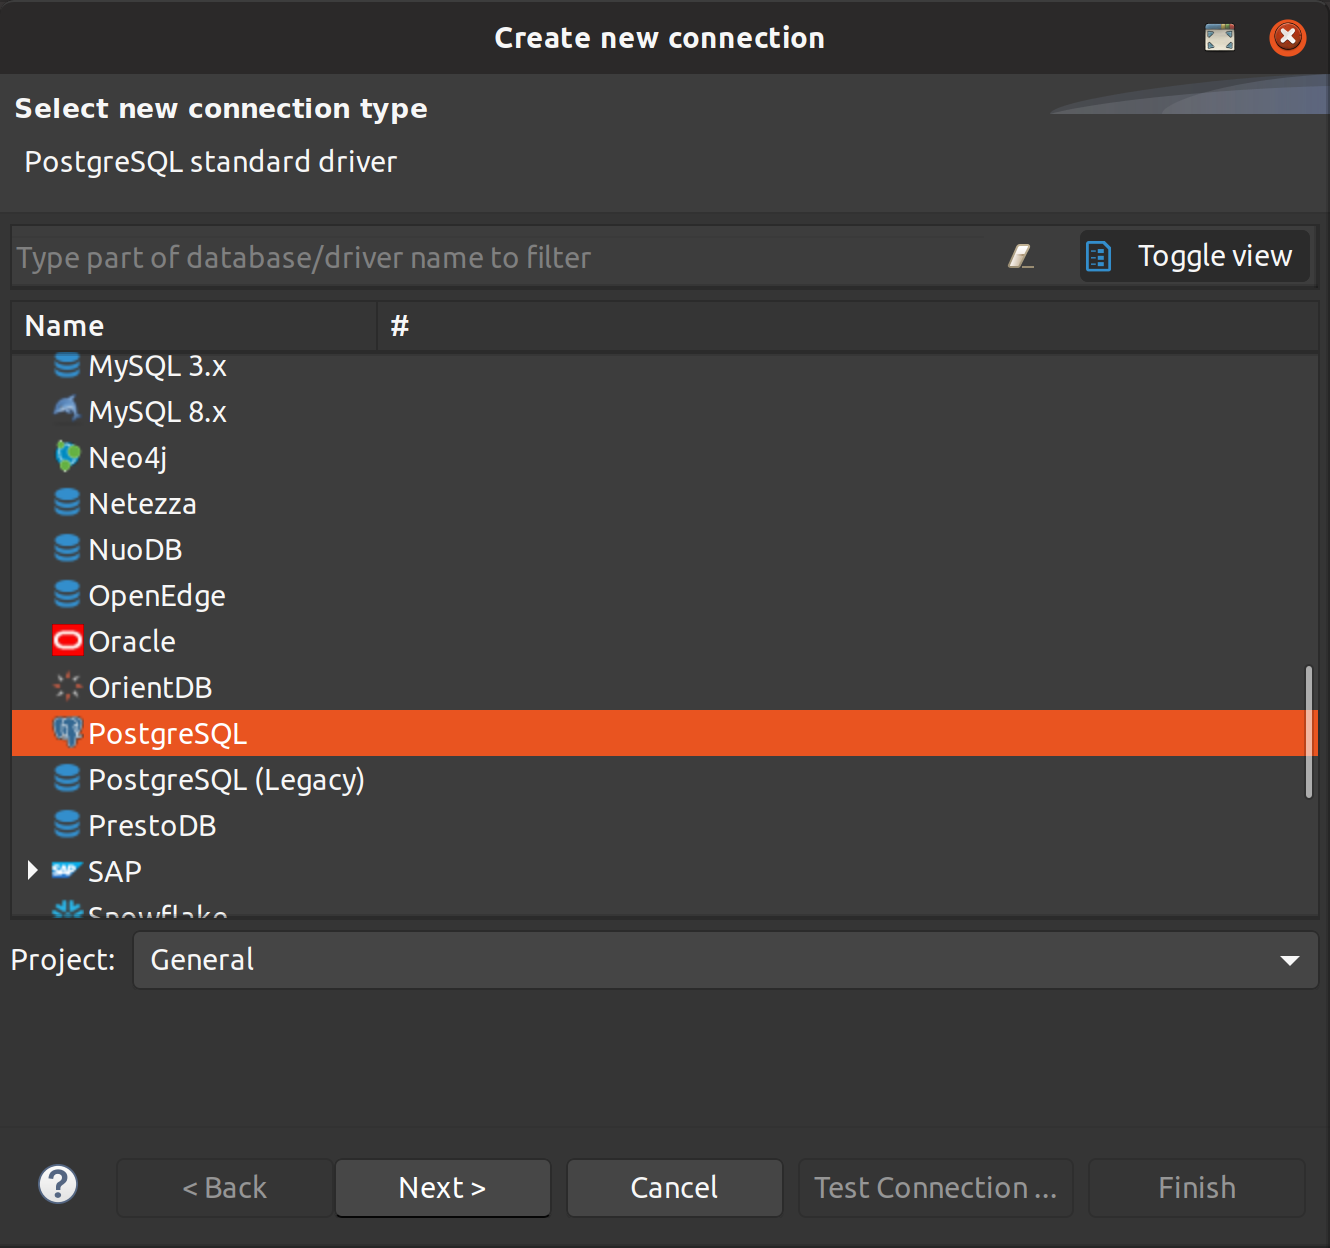 Create new connection
Select new connection type
PostgreSQL standard driver
Type part of database/driver name to filter
Toggle view
Name #
MySQL 3.x
MySQL 8.x
Neo4j
Netezza
NuoDB
OpenEdge
Oracle
OrientDB
PostgreSQL
PostgreSQL (Legacy)
PrestoDB
SAP SAP
Snowflake
Project: General
? < Back Next > Cancel Test Connection ... Finish